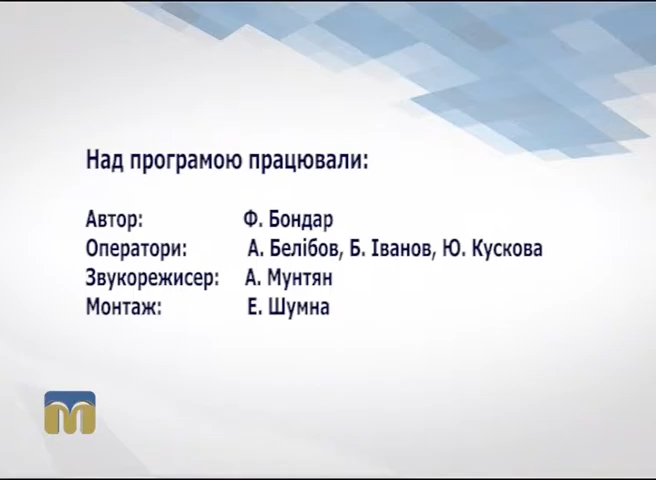 Над програмою працювали:
Автор: Ф. Бондар
Оператори: А. Белібов, Б. Іванов, Ю. Кускова
Звукорежисер: А. Мунтян
Монтаж: Е. Шумна
М